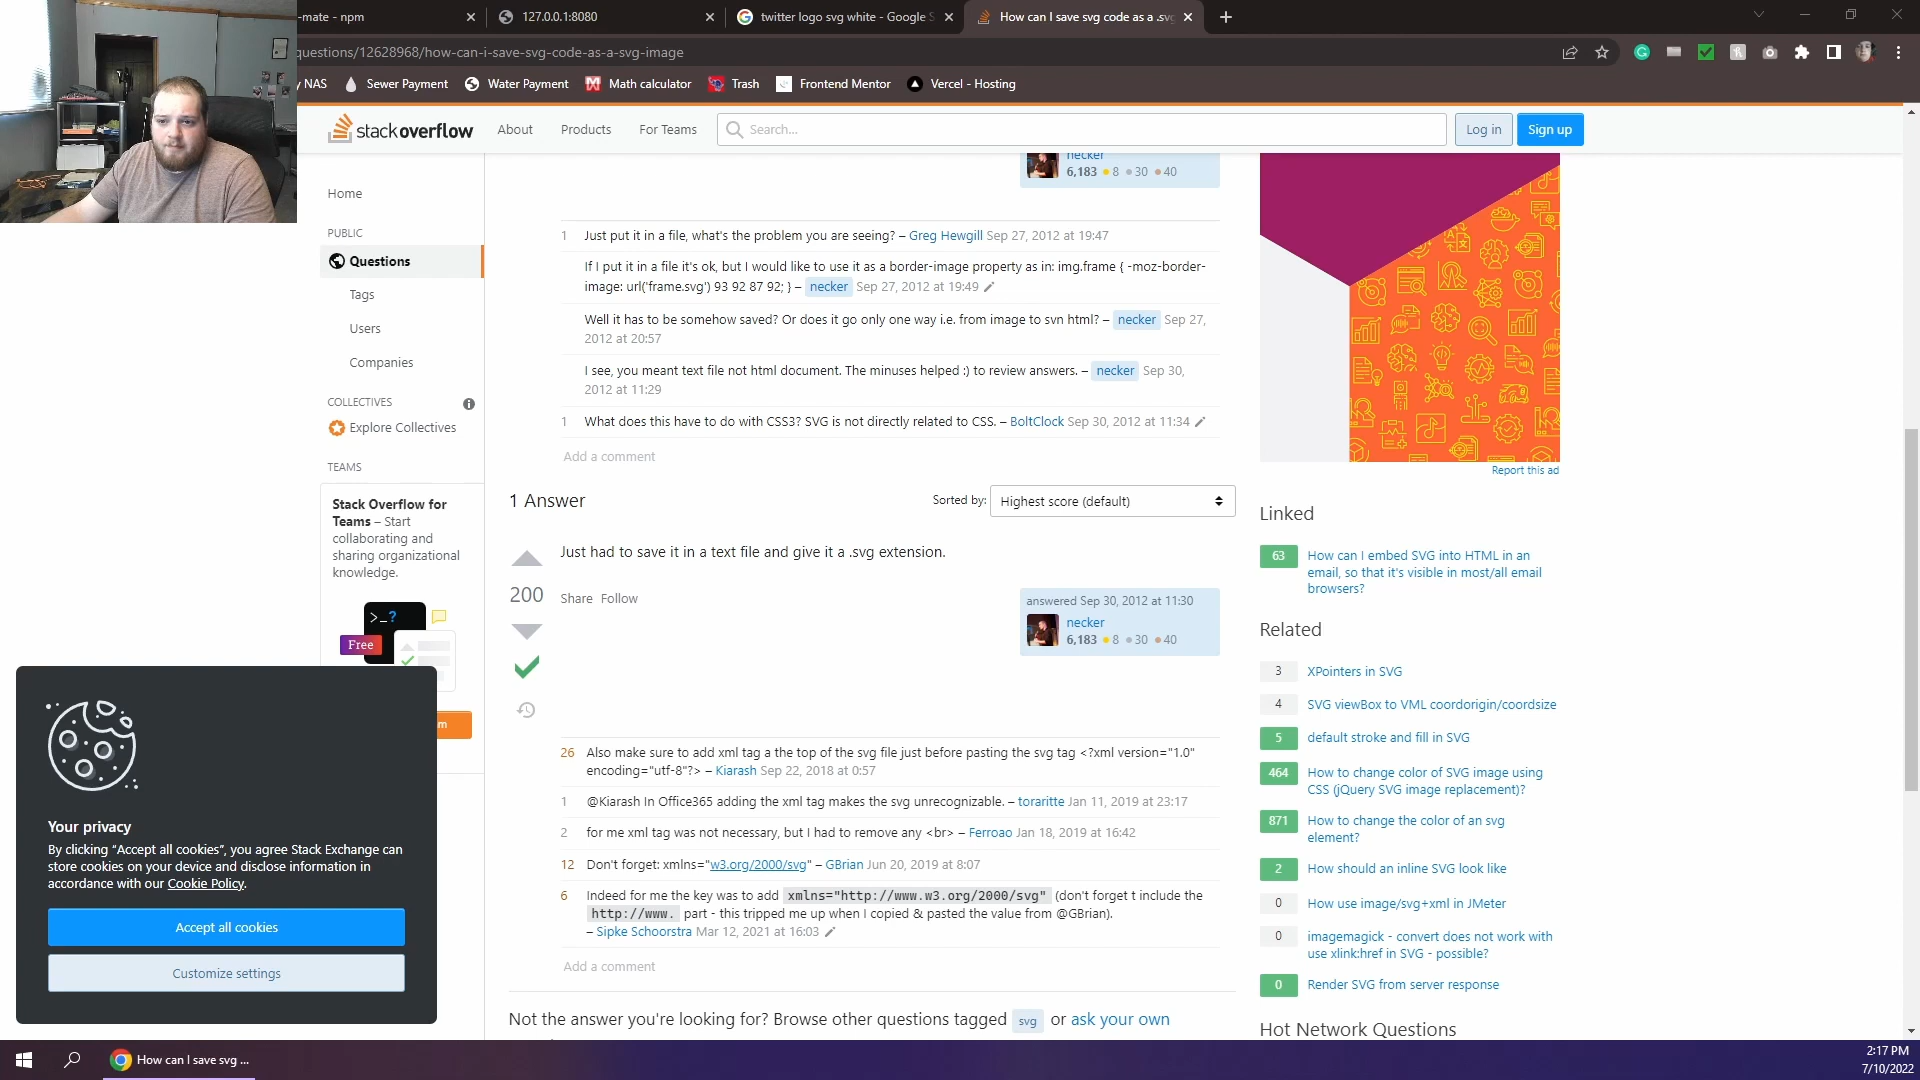 -mate - npm
127.0.0.1:8080
twitter logo svg white - Google S
How can I save svg code as a .svg
questions/12628968/how-can-i-save-svg-code-as-a-svg-image
y NAS
Sewer Payment
Water Payment
Math calculator
Trash
Frontend Mentor
Vercel - Hosting
stackoverflow
About
Products
For Teams
Search...
Log in
Sign up
Home
PUBLIC
Questions
Tags
Users
Companies
COLLECTIVES
Explore Collectives
TEAMS
Stack Overflow for
Teams – Start
collaborating and
sharing organizational
knowledge.
>_?
Free
m
necker
6,183 8 30 40
1 Just put it in a file, what's the problem you are seeing? – Greg Hewgill Sep 27, 2012 at 19:47
If I put it in a file it's ok, but I would like to use it as a border-image property as in: img.frame { -moz-border-
image: url('frame.svg') 93 92 87 92; } – necker Sep 27, 2012 at 19:49
Well it has to be somehow saved? Or does it go only one way i.e. from image to svn html? – necker Sep 27,
2012 at 20:57
I see, you meant text file not html document. The minuses helped :) to review answers. – necker Sep 30,
2012 at 11:29
1 What does this have to do with CSS3? SVG is not directly related to CSS. – BoltClock Sep 30, 2012 at 11:34
Add a comment
1 Answer
Sorted by: Highest score (default)
Just had to save it in a text file and give it a .svg extension.
200
Share Follow
answered Sep 30, 2012 at 11:30
necker
6,183 8 30 40
26 Also make sure to add xml tag a the top of the svg file just before pasting the svg tag <?xml version="1.0"
encoding="utf-8"?> – Kiarash Sep 22, 2018 at 0:57
1 @Kiarash In Office365 adding the xml tag makes the svg unrecognizable. – toraritte Jan 11, 2019 at 23:17
2 for me xml tag was not necessary, but I had to remove any <br> – Ferroao Jan 18, 2019 at 16:42
12 Don't forget: xmlns="w3.org/2000/svg" – GBrian Jun 20, 2019 at 8:07
6 Indeed for me the key was to add xmlns="http://www.w3.org/2000/svg" (don't forget t include the
http://www. part - this tripped me up when I copied & pasted the value from @GBrian).
– Sipke Schoorstra Mar 12, 2021 at 16:03
Add a comment
Not the answer you're looking for? Browse other questions tagged svg or ask your own
Report this ad
Linked
63 How can I embed SVG into HTML in an
email, so that it's visible in most/all email
browsers?
Related
3 XPointers in SVG
4 SVG viewBox to VML coordorigin/coordsize
5 default stroke and fill in SVG
464 How to change color of SVG image using
CSS (jQuery SVG image replacement)?
871 How to change the color of an svg
element?
2 How should an inline SVG look like
0 How use image/svg+xml in JMeter
0 imagemagick - convert does not work with
use xlink:href in SVG - possible?
0 Render SVG from server response
Hot Network Questions
Your privacy
By clicking “Accept all cookies”, you agree Stack Exchange can
store cookies on your device and disclose information in
accordance with our Cookie Policy.
Accept all cookies
Customize settings
How can I save svg ...
2:17 PM
7/10/2022